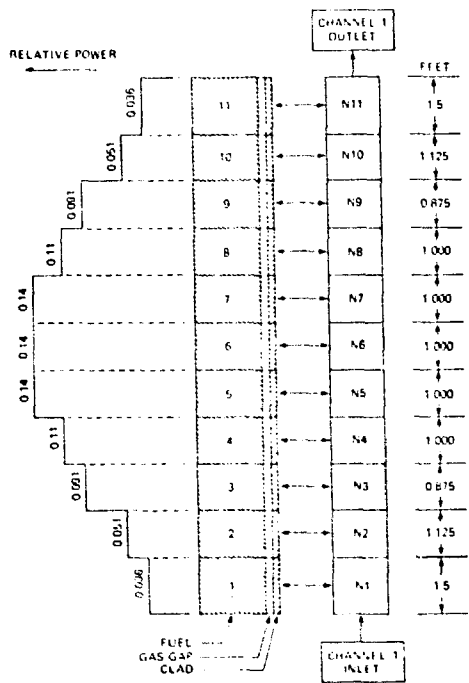 CHANNEL 1
OUTLET
RELATIVE POWER
FEET
0.036 11 N11 1.5
0.051 10 N10 1.125
0.091 9 N9 0.875
0.11 8 N8 1.000
0.14 7 N7 1.000
0.14 6 N6 1.000
0.14 5 N5 1.000
0.11 4 N4 1.000
0.091 3 N3 0.875
0.051 2 N2 1.125
0.036 1 N1 1.5
FUEL
GAS GAP
CLAD
CHANNEL 1
INLET